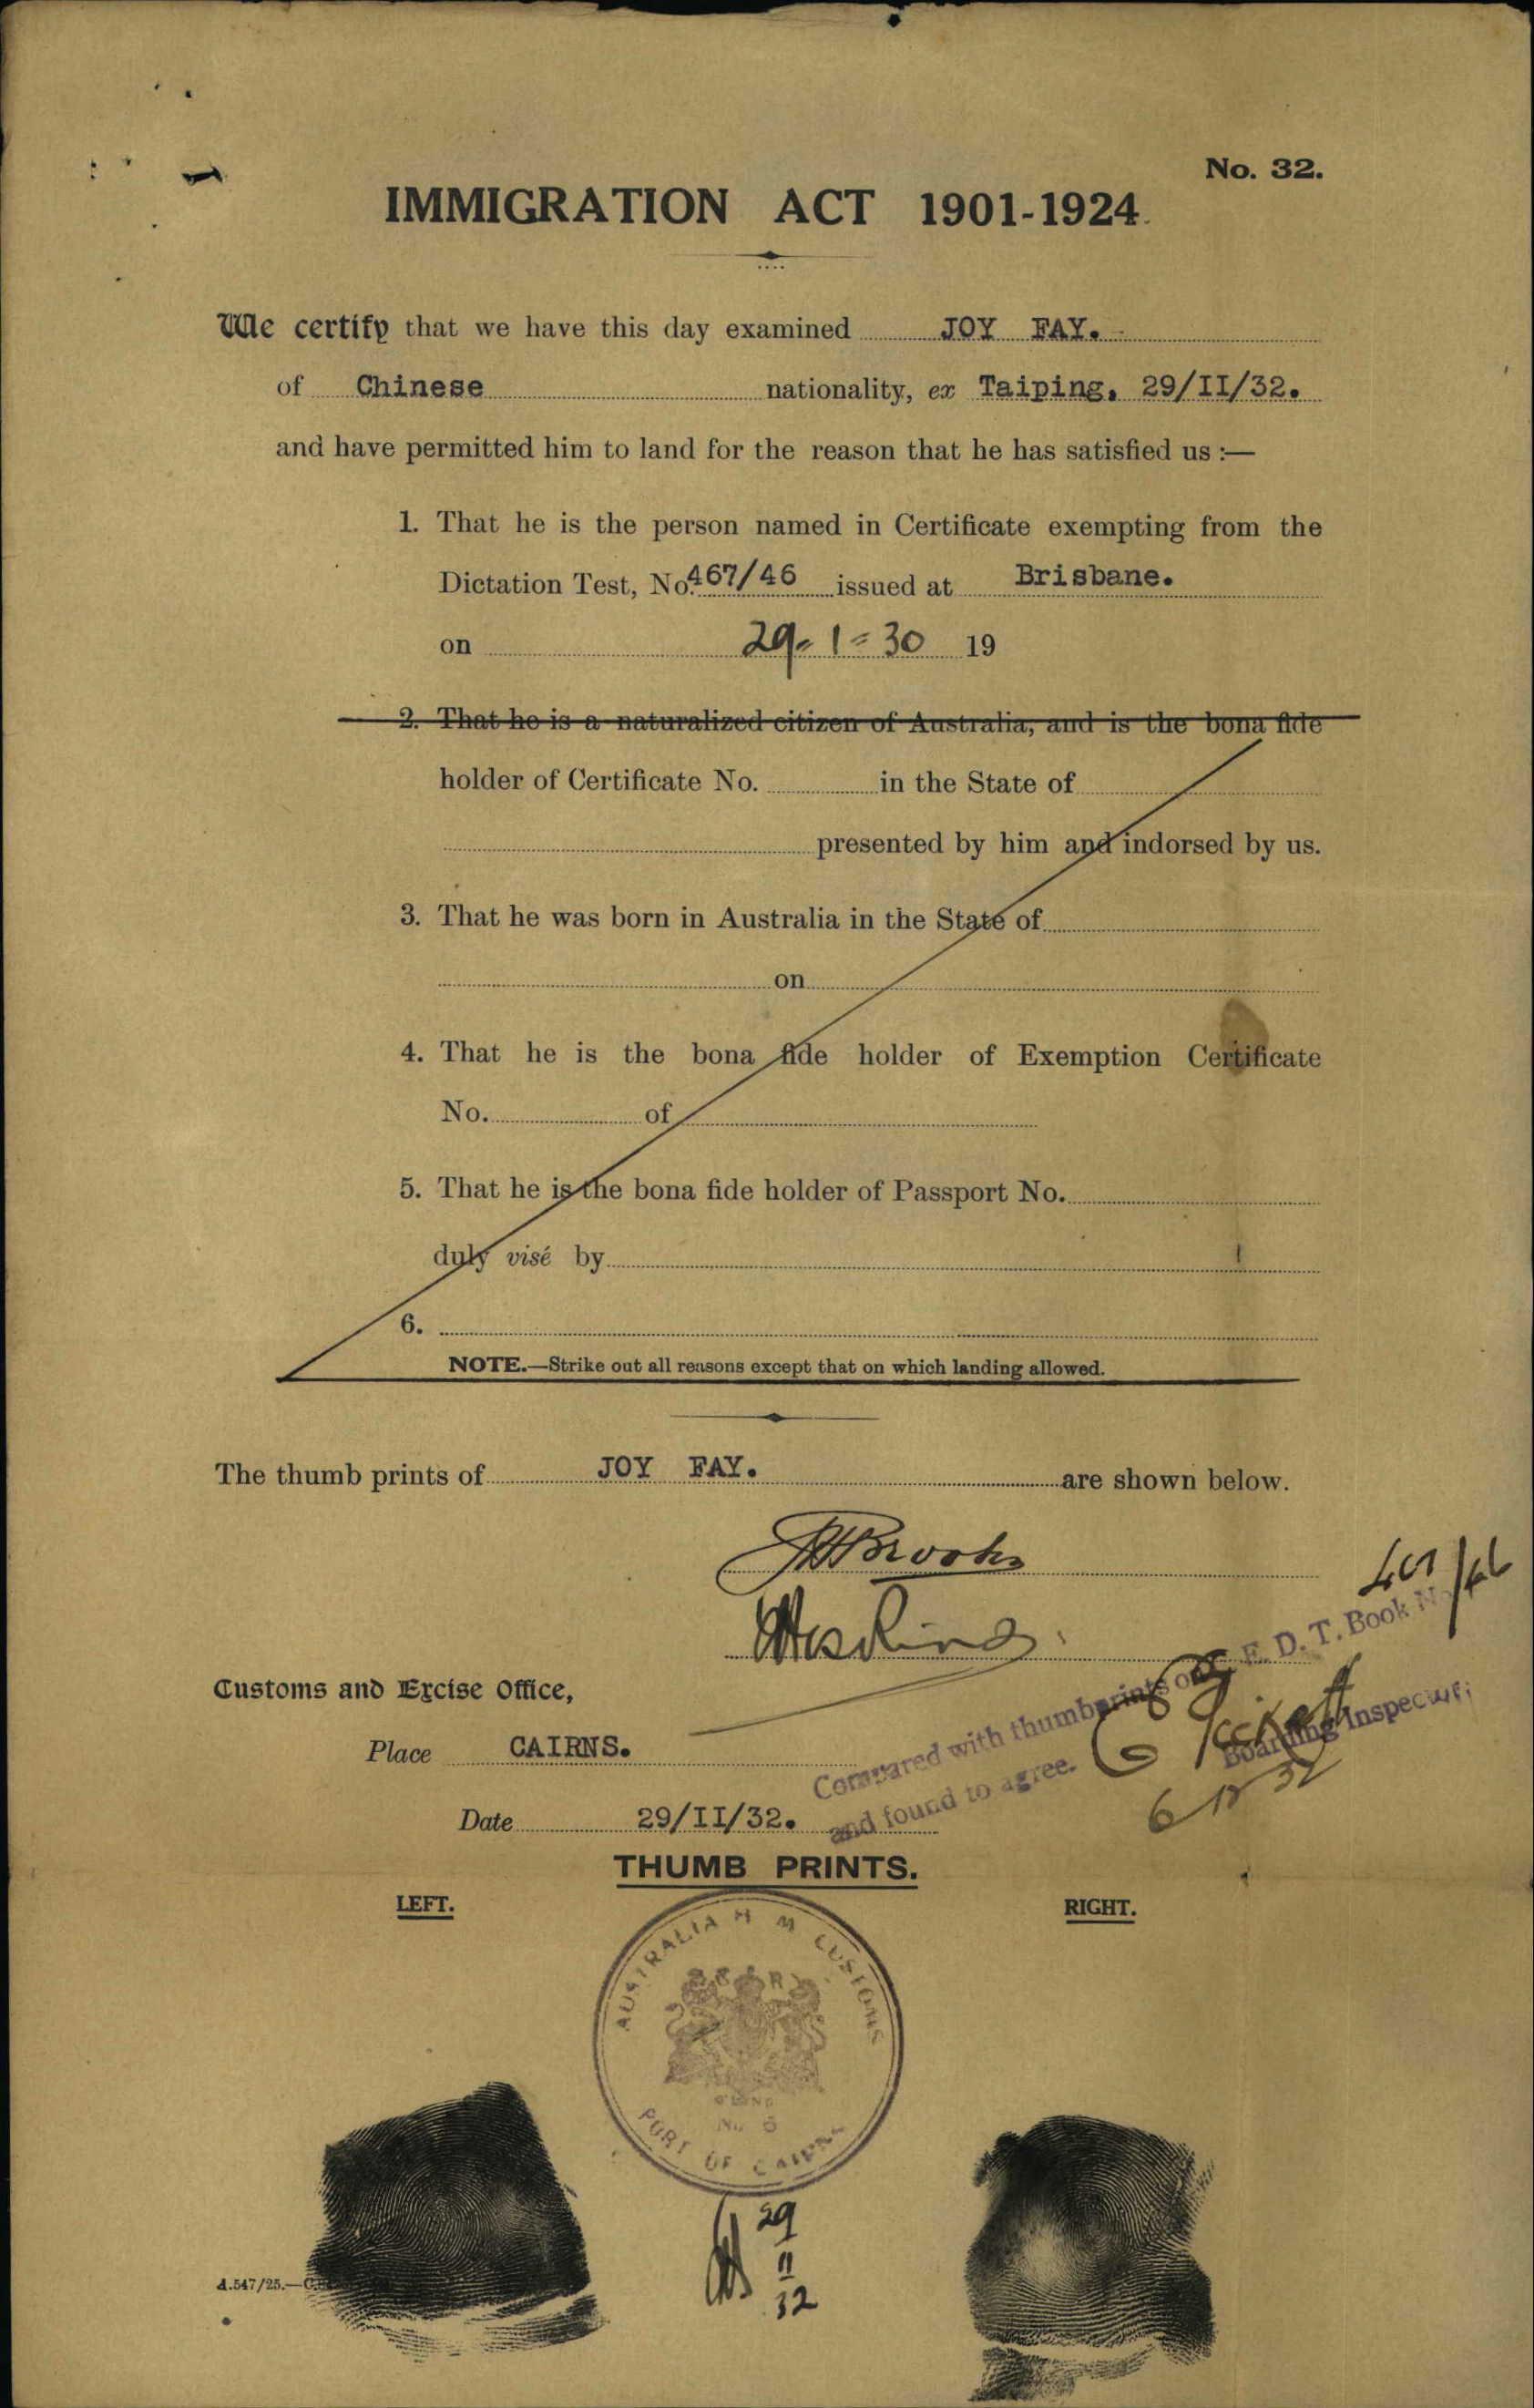 No. 32.
IMMIGRATION ACT 1901-1924.
We certify that we have this day examined JOY FAY.
of Chinese nationality, ex Taiping, 29/II/32.
and have permitted him to land for the reason that he has satisfied us :—
1. That he is the person named in Certificate exempting from the
Dictation Test, No. 467/46 issued at Brisbane.
on 29-1-30 19
2. That he is a naturalized citizen of Australia, and is the bona fide
holder of Certificate No. in the State of
presented by him and indorsed by us.
3. That he was born in Australia in the State of
on
4. That he is the bona fide holder of Exemption Certificate
No. of
5. That he is the bona fide holder of Passport No.
duly visé by
6.
NOTE.—Strike out all reasons except that on which landing allowed.
The thumb prints of JOY FAY. are shown below.
Brooks
Customs and Excise Office,
Place CAIRNS.
Date 29/II/32.
Compared with thumbprints on E. D. T. Book No.
and found to agree.
Boarding Inspector
6 12 32
THUMB PRINTS.
LEFT.
RIGHT.
AUSTRALIA H M CUSTOMS
No 6
PORT OF CAIRNS
29
11
32
A.547/25.—C.